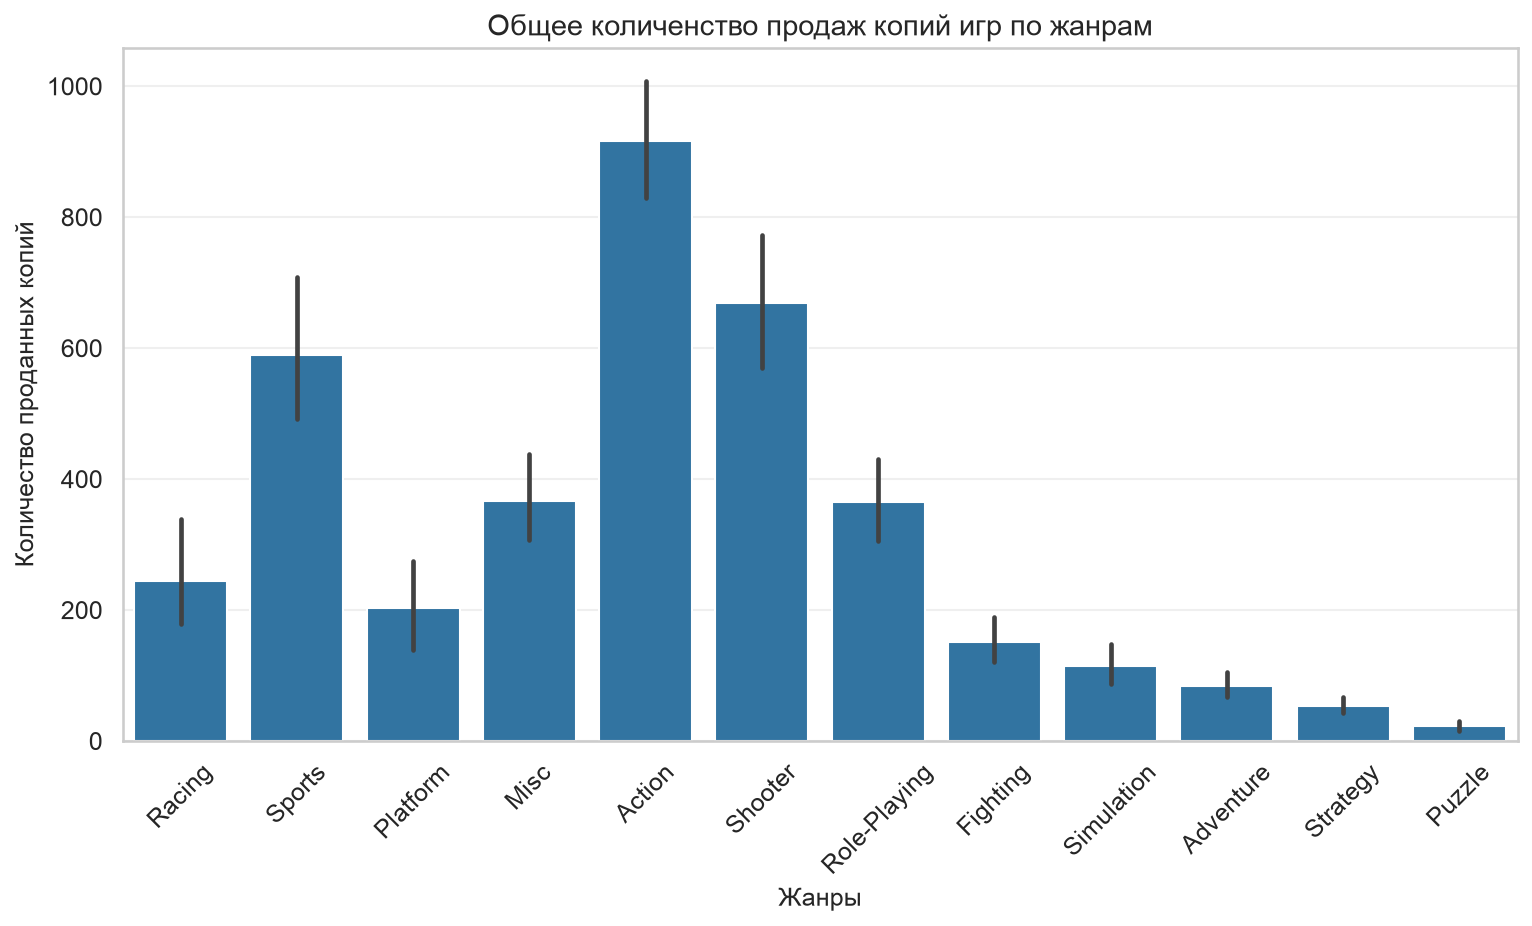 Общее количенство продаж копий игр по жанрам
Количество проданных копий
1000
800
600
400
200
0
Racing
Sports
Platform
Misc
Action
Shooter
Role-Playing
Fighting
Simulation
Adventure
Strategy
Puzzle
Жанры